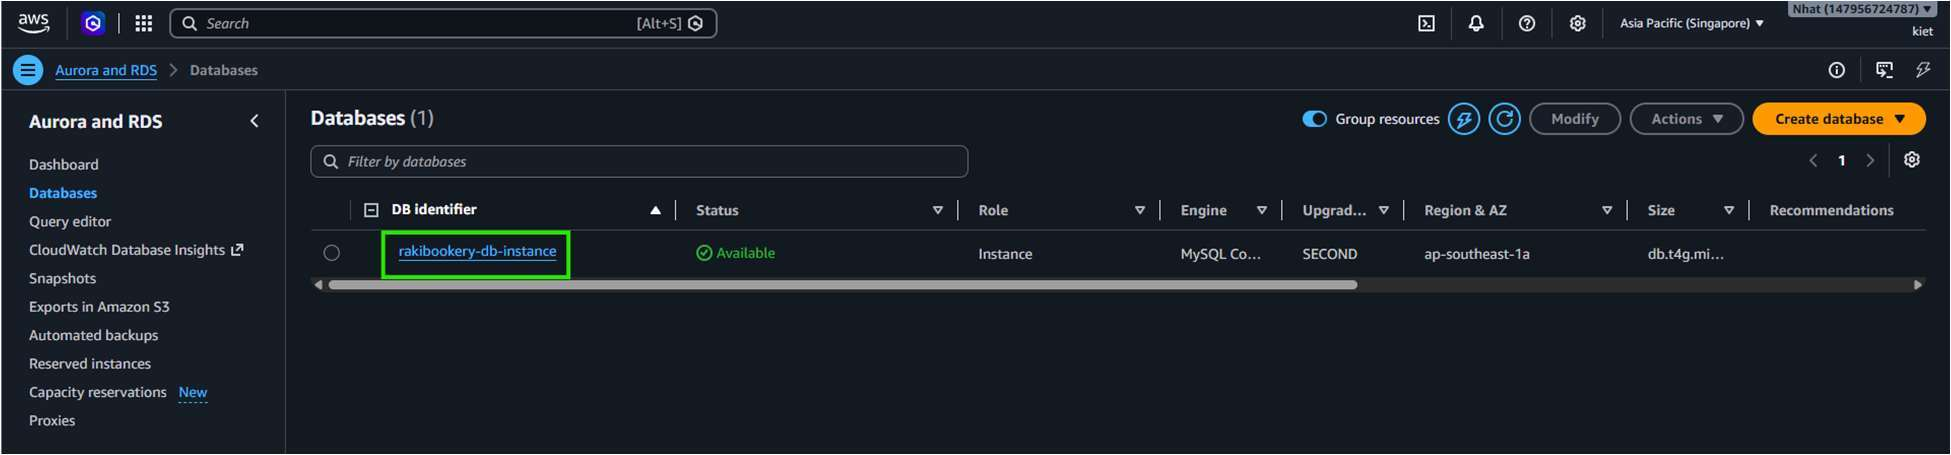 aws
Search [Alt+S]
Asia Pacific (Singapore)
Nhat (147956724787)
kiet
Aurora and RDS > Databases
Aurora and RDS
Dashboard
Databases
Query editor
CloudWatch Database Insights
Snapshots
Exports in Amazon S3
Automated backups
Reserved instances
Capacity reservations New
Proxies
Databases (1)
Group resources
Modify
Actions
Create database
Filter by databases
1
DB identifier Status Role Engine Upgrad... Region & AZ Size Recommendations
rakibookery-db-instance Available Instance MySQL Co... SECOND ap-southeast-1a db.t4g.mi...